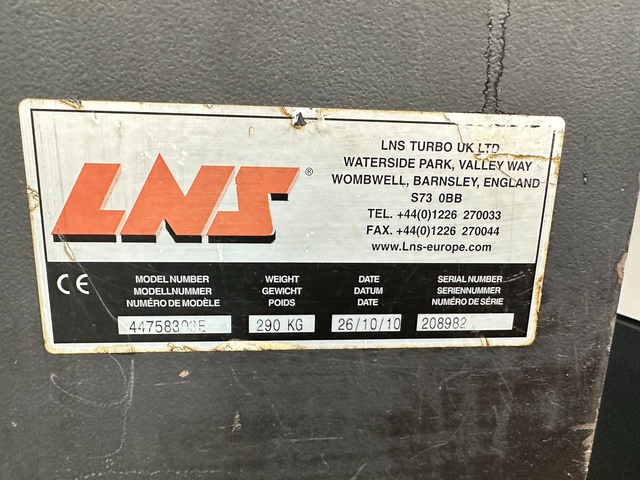 LNS®
LNS TURBO UK LTD
WATERSIDE PARK, VALLEY WAY
WOMBWELL, BARNSLEY, ENGLAND
S73 0BB
TEL. +44(0)1226 270033
FAX. +44(0)1226 270044
www.Lns-europe.com
CE
MODEL NUMBER
MODELLNUMMER
NUMÉRO DE MODÈLE
WEIGHT
GEWICHT
POIDS
290 KG
DATE
DATUM
DATE
26/10/10
SERIAL NUMBER
SERIENNUMMER
NUMÉRO DE SÉRIE
208982